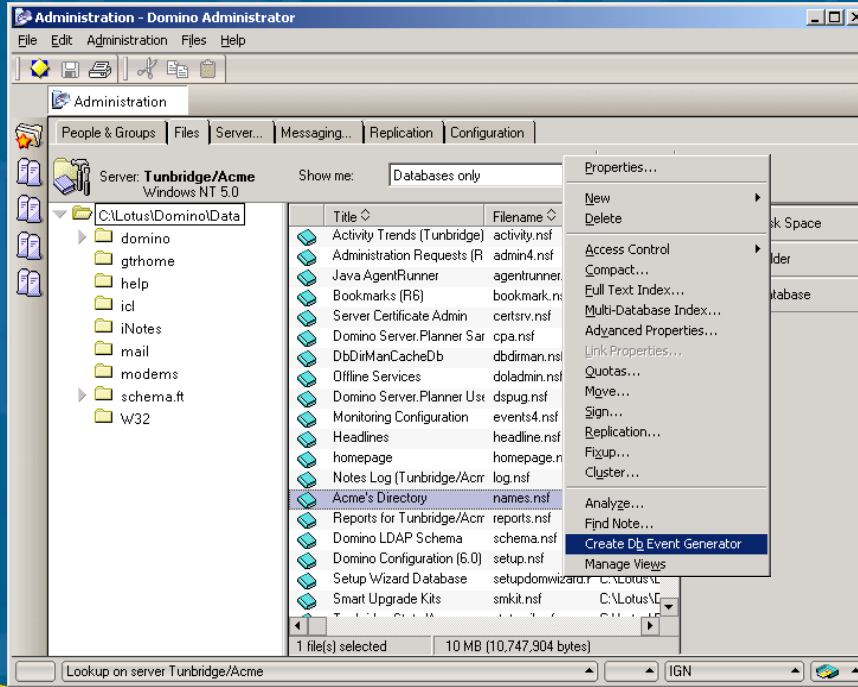 Administration - Domino Administrator
File Edit Administration Files Help
Administration
People & Groups Files Server... Messaging... Replication Configuration
Server: Tunbridge/Acme
Windows NT 5.0
Show me: Databases only
C:\Lotus\Domino\Data
domino
gtrhome
help
icl
iNotes
mail
modems
schema.ft
W32
Title Filename
Activity Trends (Tunbridge) activity.nsf
Administration Requests (R admin4.nsf
Java AgentRunner agentrunner.
Bookmarks (R6) bookmark.ns
Server Certificate Admin certsrv.nsf
Domino Server.Planner Sar cpa.nsf
DbDirManCacheDb dbdirman.nsf
Offline Services doladmin.nsf
Domino Server.Planner Use dspug.nsf
Monitoring Configuration events4.nsf
Headlines headline.nsf
homepage homepage.n
Notes Log (Tunbridge/Acm log.nsf
Acme's Directory names.nsf
Reports for Tunbridge/Acm reports.nsf
Domino LDAP Schema schema.nsf
Domino Configuration (6.0) setup.nsf
Setup Wizard Database setupdomwizard.r C:\Lotus\D
Smart Upgrade Kits smkit.nsf C:\Lotus\D
1 file(s) selected 10 MB (10,747,904 bytes)
Properties...
New
Delete
Access Control
Compact...
Full Text Index...
Multi-Database Index...
Advanced Properties...
Link Properties...
Quotas...
Move...
Sign...
Replication...
Fixup...
Cluster...
Analyze...
Find Note...
Create Db Event Generator
Manage Views
sk Space
lder
tabase
Lookup on server Tunbridge/Acme IGN